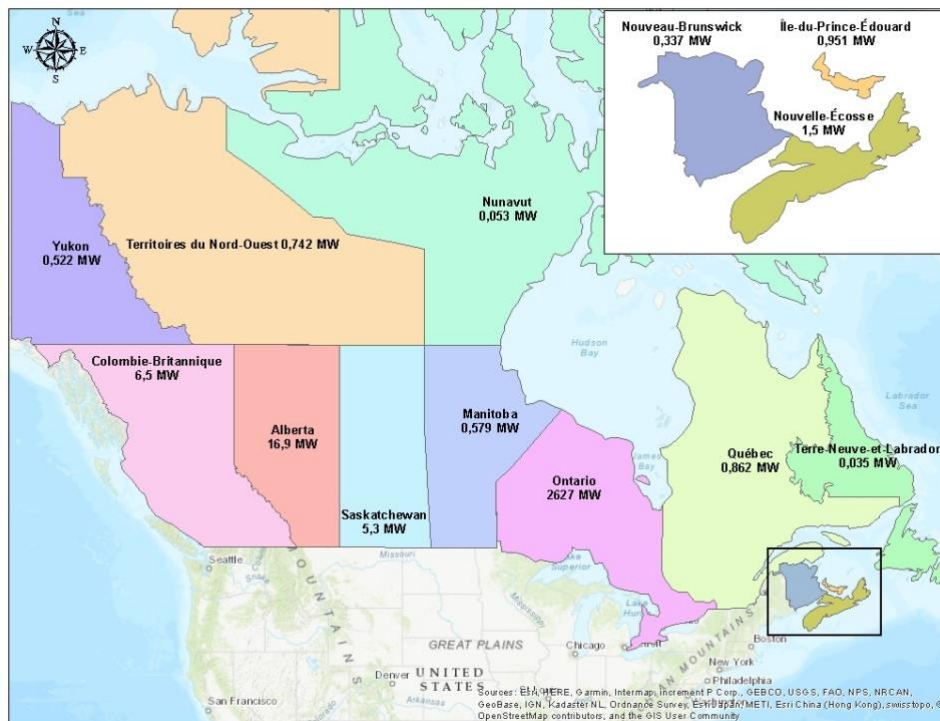 N
W
E
S
Nouveau-Brunswick
0,337 MW
Île-du-Prince-Édouard
0,951 MW
Nouvelle-Écosse
1,5 MW
Nunavut
0,053 MW
Yukon
0,522 MW
Territoires du Nord-Ouest 0,742 MW
Hudson
Bay
Labrador
Sea
Colombie-Britannique
6,5 MW
Alberta
16,9 MW
Saskatchewan
5,3 MW
Manitoba
0,579 MW
James
Bay
Ontario
2627 MW
Québec
0,862 MW
Terre-Neuve-et-Labrador
0,035 MW
Seattle
Missouri
Lake
Superior
MOUNTAINS
Mississippi
Lake
GREAT PLAINS
Chicago
Boston
MOUNTAINS
New York
Philadelphia
Denver
UNITED
STATES
San Francisco
Sources: Esri, HERE, Garmin, Intermap, increment P Corp., GEBCO, USGS, FAO, NPS, NRCAN,
GeoBase, IGN, Kadaster NL, Ordnance Survey, Esri Japan, METI, Esri China (Hong Kong), swisstopo, ©
OpenStreetMap contributors, and the GIS User Community